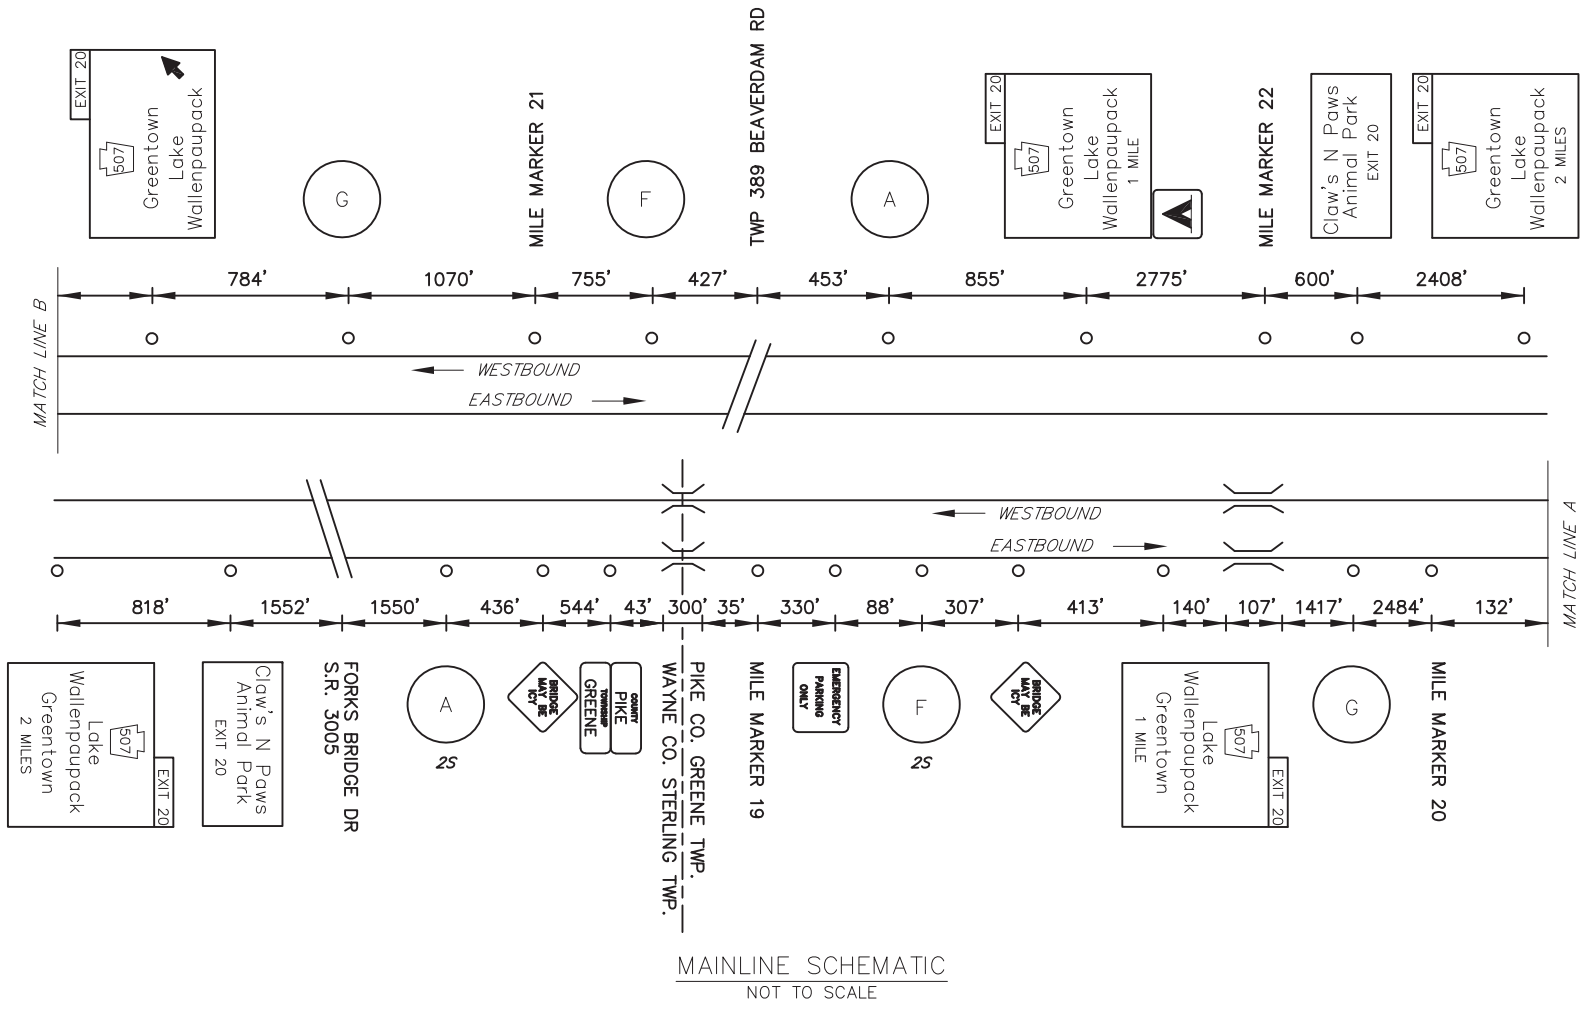 EXIT 20
507
Greentown
Lake
Wallenpaupack
G
MILE MARKER 21
F
TWP 389 BEAVERDAM RD
A
EXIT 20
507
Greentown
Lake
Wallenpaupack
1 MILE
MILE MARKER 22
Claw's N Paws
Animal Park
EXIT 20
EXIT 20
507
Greentown
Lake
Wallenpaupack
2 MILES
784' 1070' 755' 427' 453' 855' 2775' 600' 2408'
MATCH LINE B
WESTBOUND
EASTBOUND
WESTBOUND
EASTBOUND
MATCH LINE A
818' 1552' 1550' 436' 544' 43' 300' 35' 330' 88' 307' 413' 140' 107' 1417' 2484' 132'
EXIT 20
507
Lake
Wallenpaupack
Greentown
2 MILES
Claw's N Paws
Animal Park
EXIT 20
FORKS BRIDGE DR
S.R. 3005
A
2S
BRIDGE
MAY BE
ICY
COUNTY
PIKE
TOWNSHIP
GREENE
PIKE CO. GREENE TWP.
WAYNE CO. STERLING TWP.
MILE MARKER 19
EMERGENCY
PARKING
ONLY
F
2S
BRIDGE
MAY BE
ICY
EXIT 20
507
Lake
Wallenpaupack
Greentown
1 MILE
G
MILE MARKER 20
MAINLINE SCHEMATIC
NOT TO SCALE